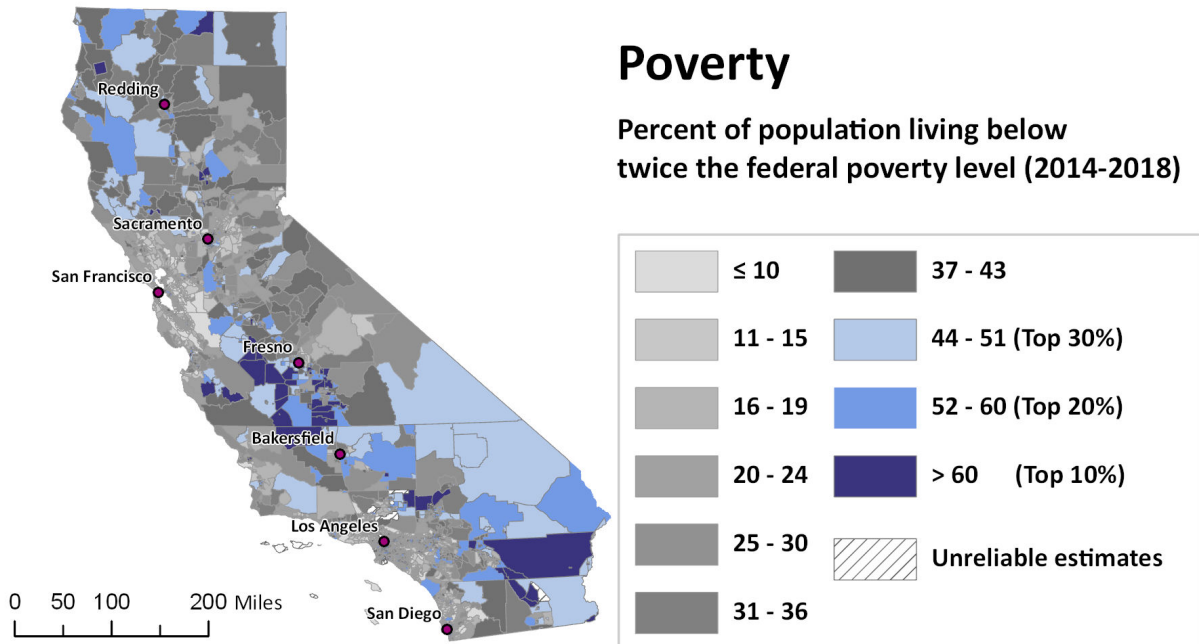 Poverty
Percent of population living below
twice the federal poverty level (2014-2018)
Redding
Sacramento
San Francisco
Fresno
Bakersfield
Los Angeles
San Diego
0 50 100 200 Miles
≤ 10
11 - 15
16 - 19
20 - 24
25 - 30
31 - 36
37 - 43
44 - 51 (Top 30%)
52 - 60 (Top 20%)
> 60 (Top 10%)
Unreliable estimates